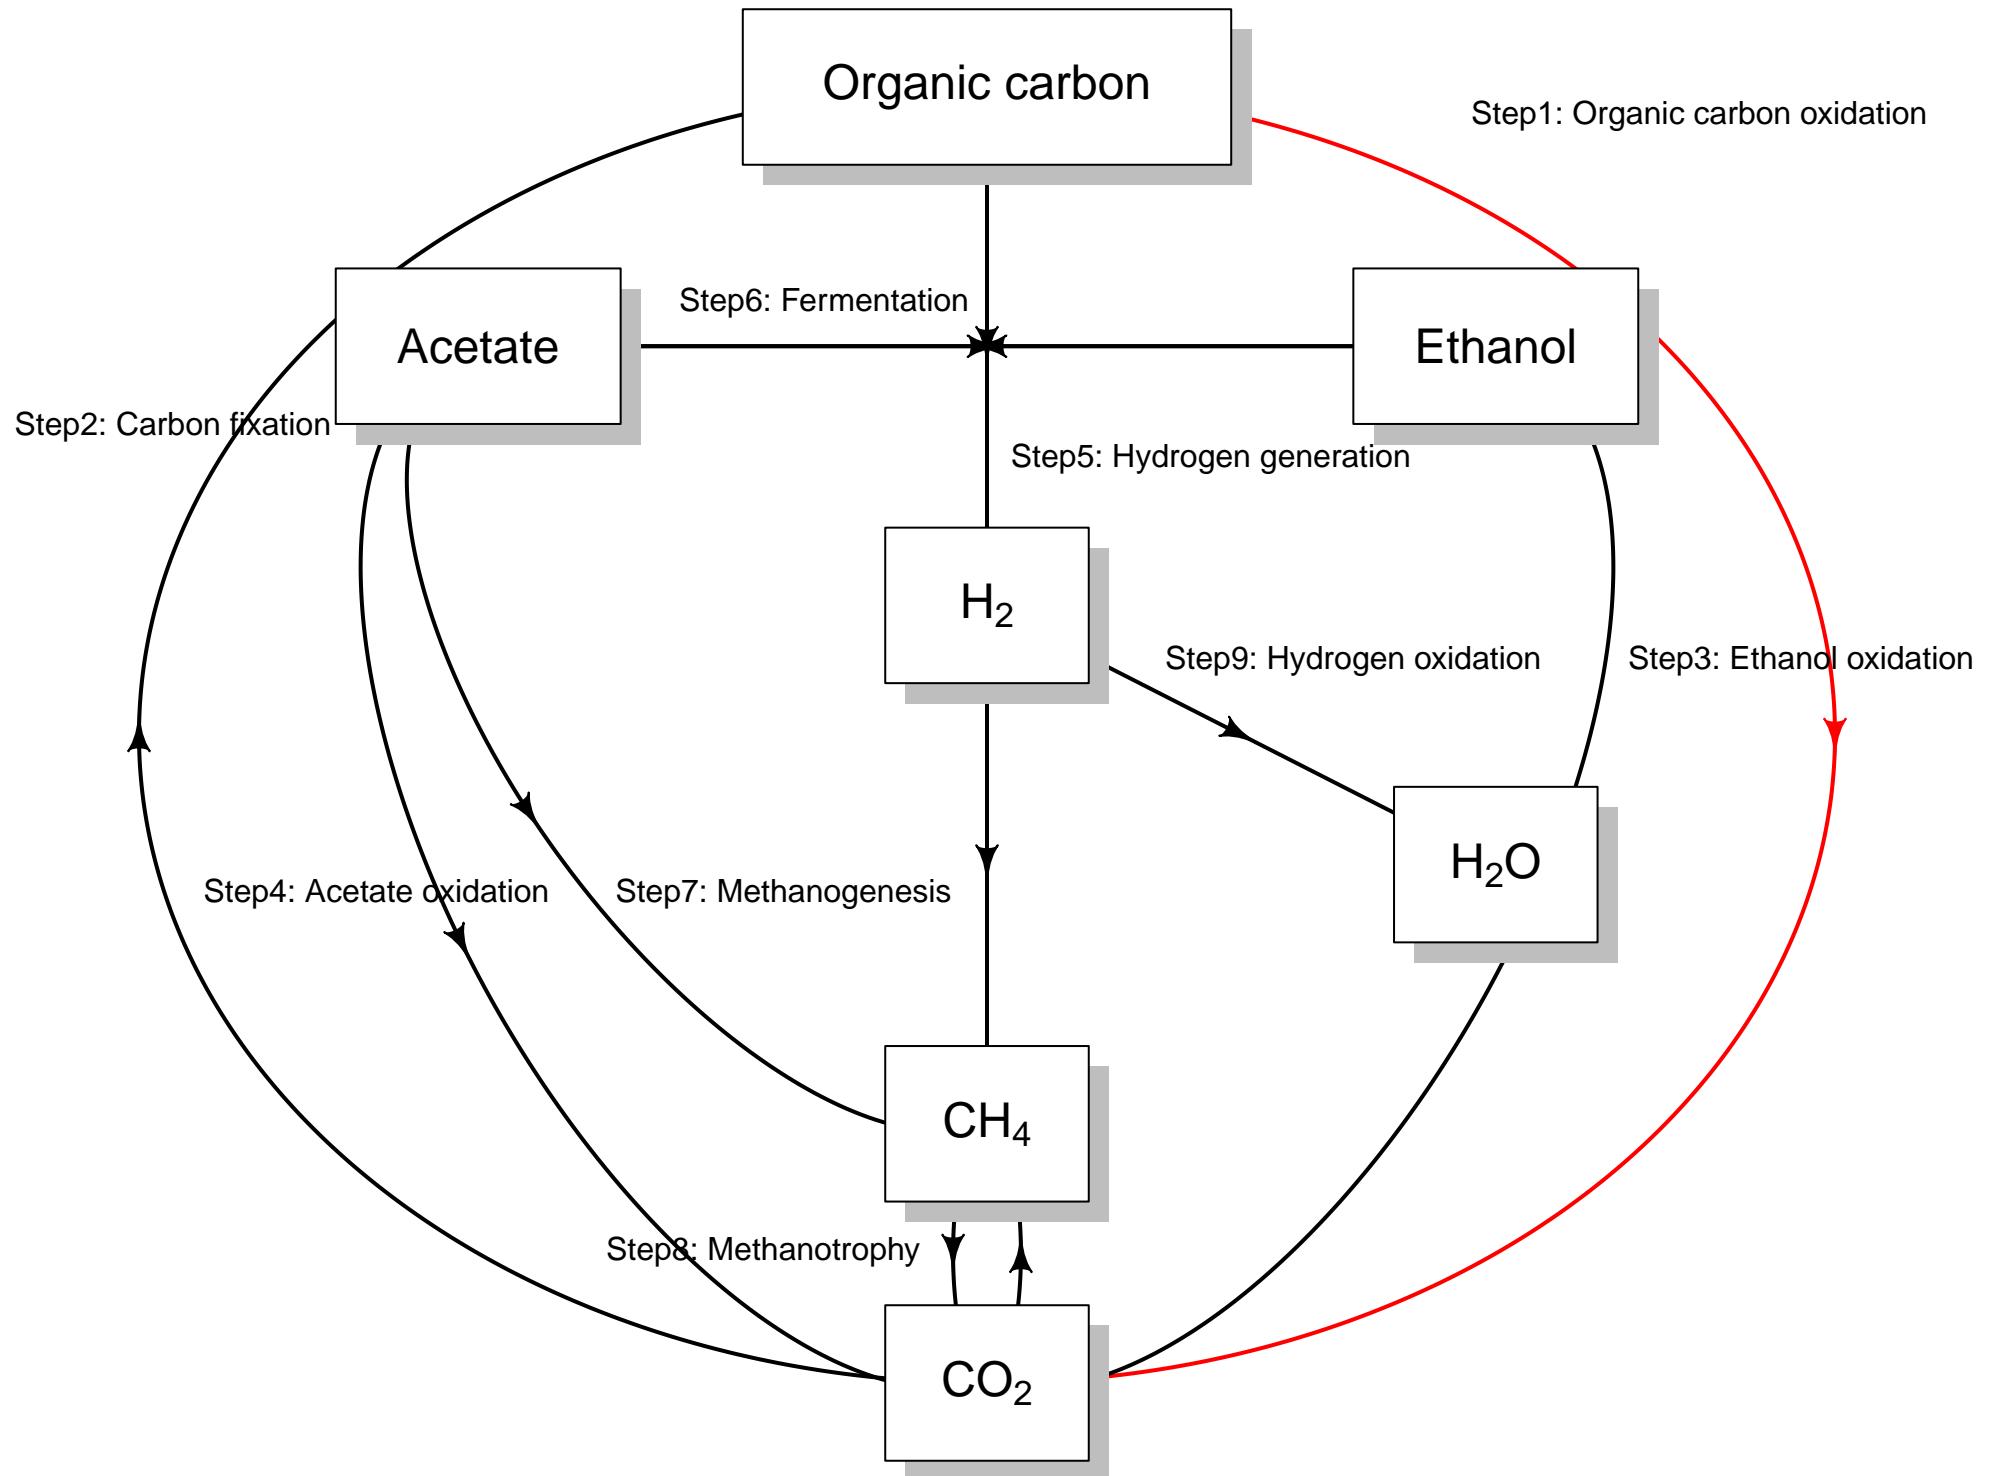 Organic carbon
Step1: Organic carbon oxidation
Step6: Fermentation
Acetate
Ethanol
Step2: Carbon fixation
Step5: Hydrogen generation
H₂
Step9: Hydrogen oxidation
Step3: Ethanol oxidation
H₂O
Step4: Acetate oxidation
Step7: Methanogenesis
CH₄
Step8: Methanotrophy
CO₂